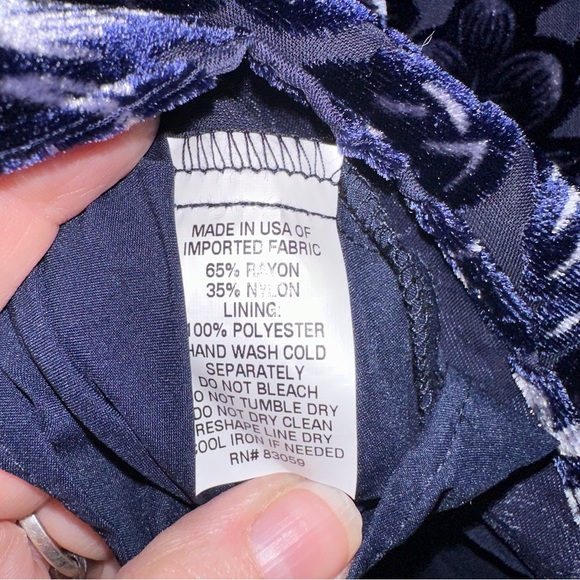 MADE IN USA OF
IMPORTED FABRIC
65% RAYON
35% NYLON
LINING:
100% POLYESTER
HAND WASH COLD
SEPARATELY
DO NOT BLEACH
DO NOT TUMBLE DRY
DO NOT DRY CLEAN
RESHAPE LINE DRY
COOL IRON IF NEEDED
RN# 83059